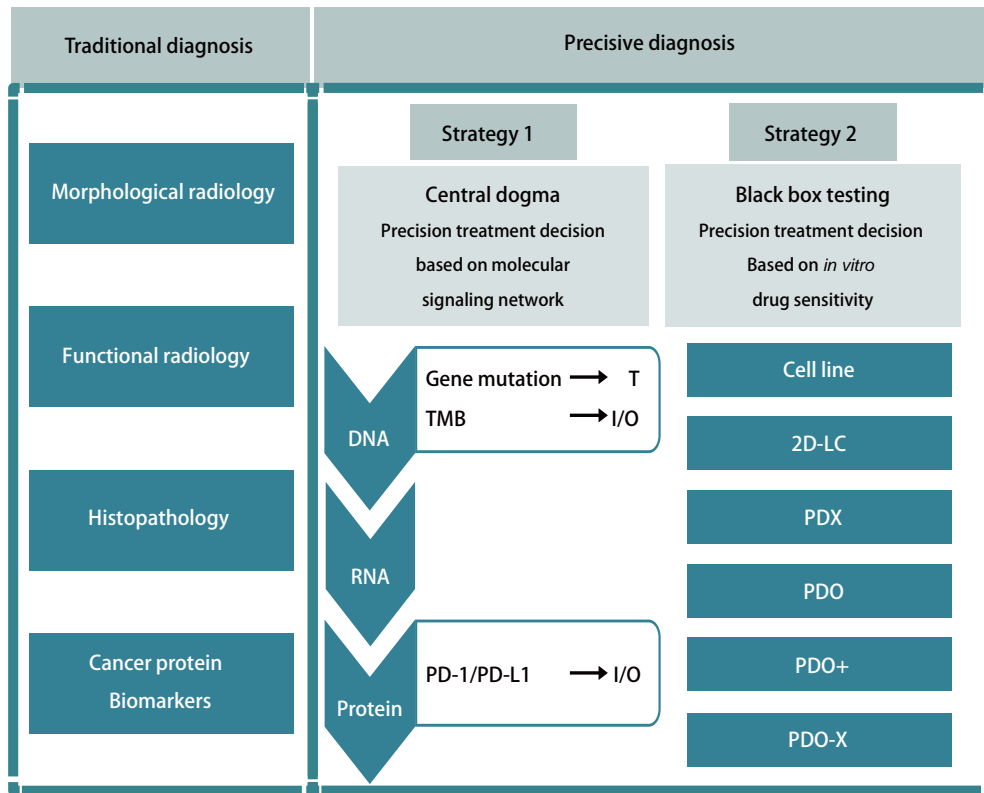 Traditional diagnosis
Precisive diagnosis
Morphological radiology
Functional radiology
Histopathology
Cancer protein
Biomarkers
Strategy 1
Central dogma
Precision treatment decision
based on molecular
signaling network
DNA
Gene mutation → T
TMB → I/O
RNA
Protein
PD-1/PD-L1 → I/O
Strategy 2
Black box testing
Precision treatment decision
Based on in vitro
drug sensitivity
Cell line
2D-LC
PDX
PDO
PDO+
PDO-X